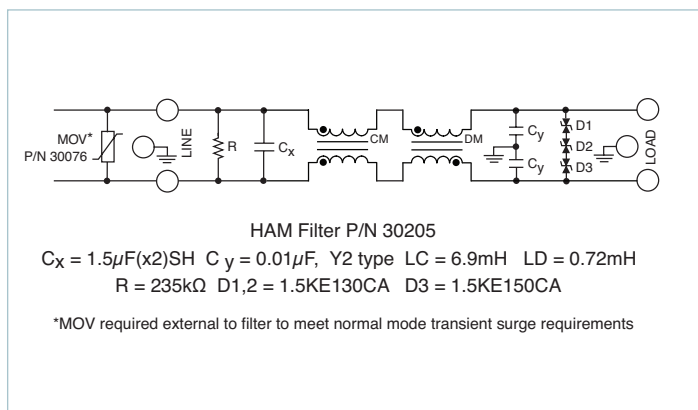 MOV*
P/N 30076
LINE
R
Cx
CM
DM
Cy
Cy
D1
D2
D3
LOAD
HAM Filter P/N 30205
Cx = 1.5µF(x2)SH C y = 0.01µF, Y2 type LC = 6.9mH LD = 0.72mH
R = 235kΩ D1,2 = 1.5KE130CA D3 = 1.5KE150CA
*MOV required external to filter to meet normal mode transient surge requirements